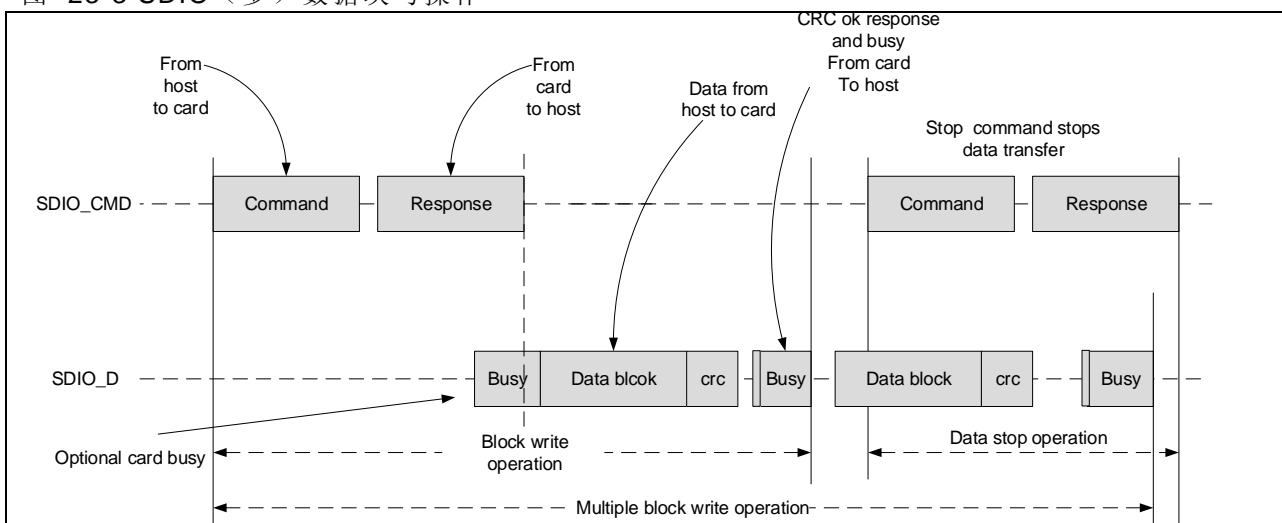 图 25-5 SDIO（多）数据块写操作
CRC ok response
and busy
From card
To host
From
host
to card
From
card
to host
Data from
host to card
Stop command stops
data transfer
SDIO_CMD
Command
Response
Command
Response
SDIO_D
Busy
Data blcok
crc
Busy
Data block
crc
Busy
Optional card busy
Block write
operation
Data stop operation
Multiple block write operation